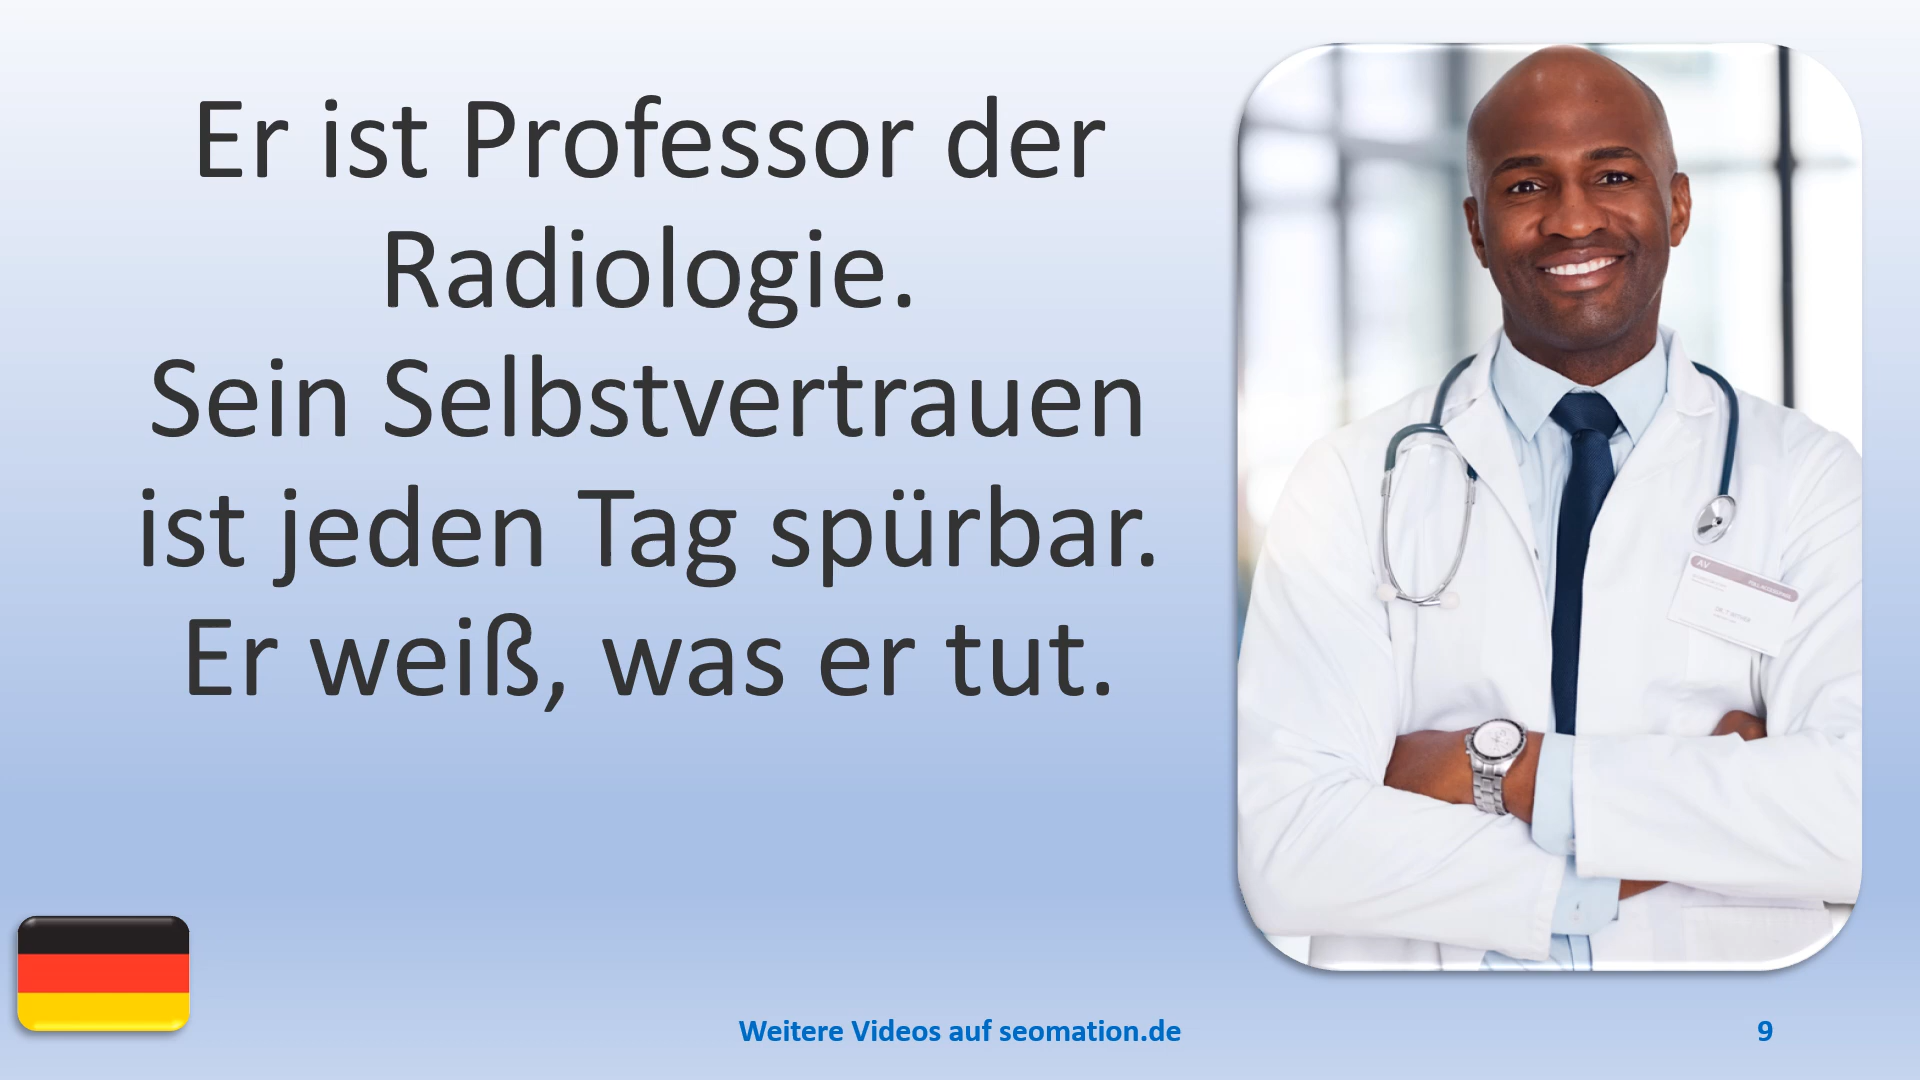 Er ist Professor der
Radiologie.
Sein Selbstvertrauen
ist jeden Tag spürbar.
Er weiß, was er tut.
AV
Weitere Videos auf seomation.de
9